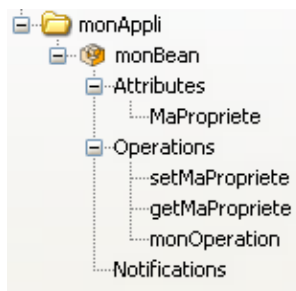 monAppli
monBean
Attributes
MaPropriete
Operations
setMaPropriete
getMaPropriete
monOperation
Notifications